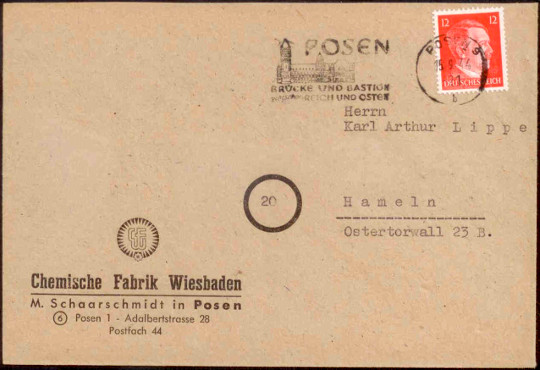 POSEN
BRÜCKE UND BASTION
REICH UND OSTEN
12 12
DEUTSCHES REICH
POSEN
b
Herrn
Karl Arthur Lippe
20
Hameln
Ostertorwall 23 B.
Chemische Fabrik Wiesbaden
M. Schaarschmidt in Posen
6 Posen 1 - Adalbertstrasse 28
Postfach 44